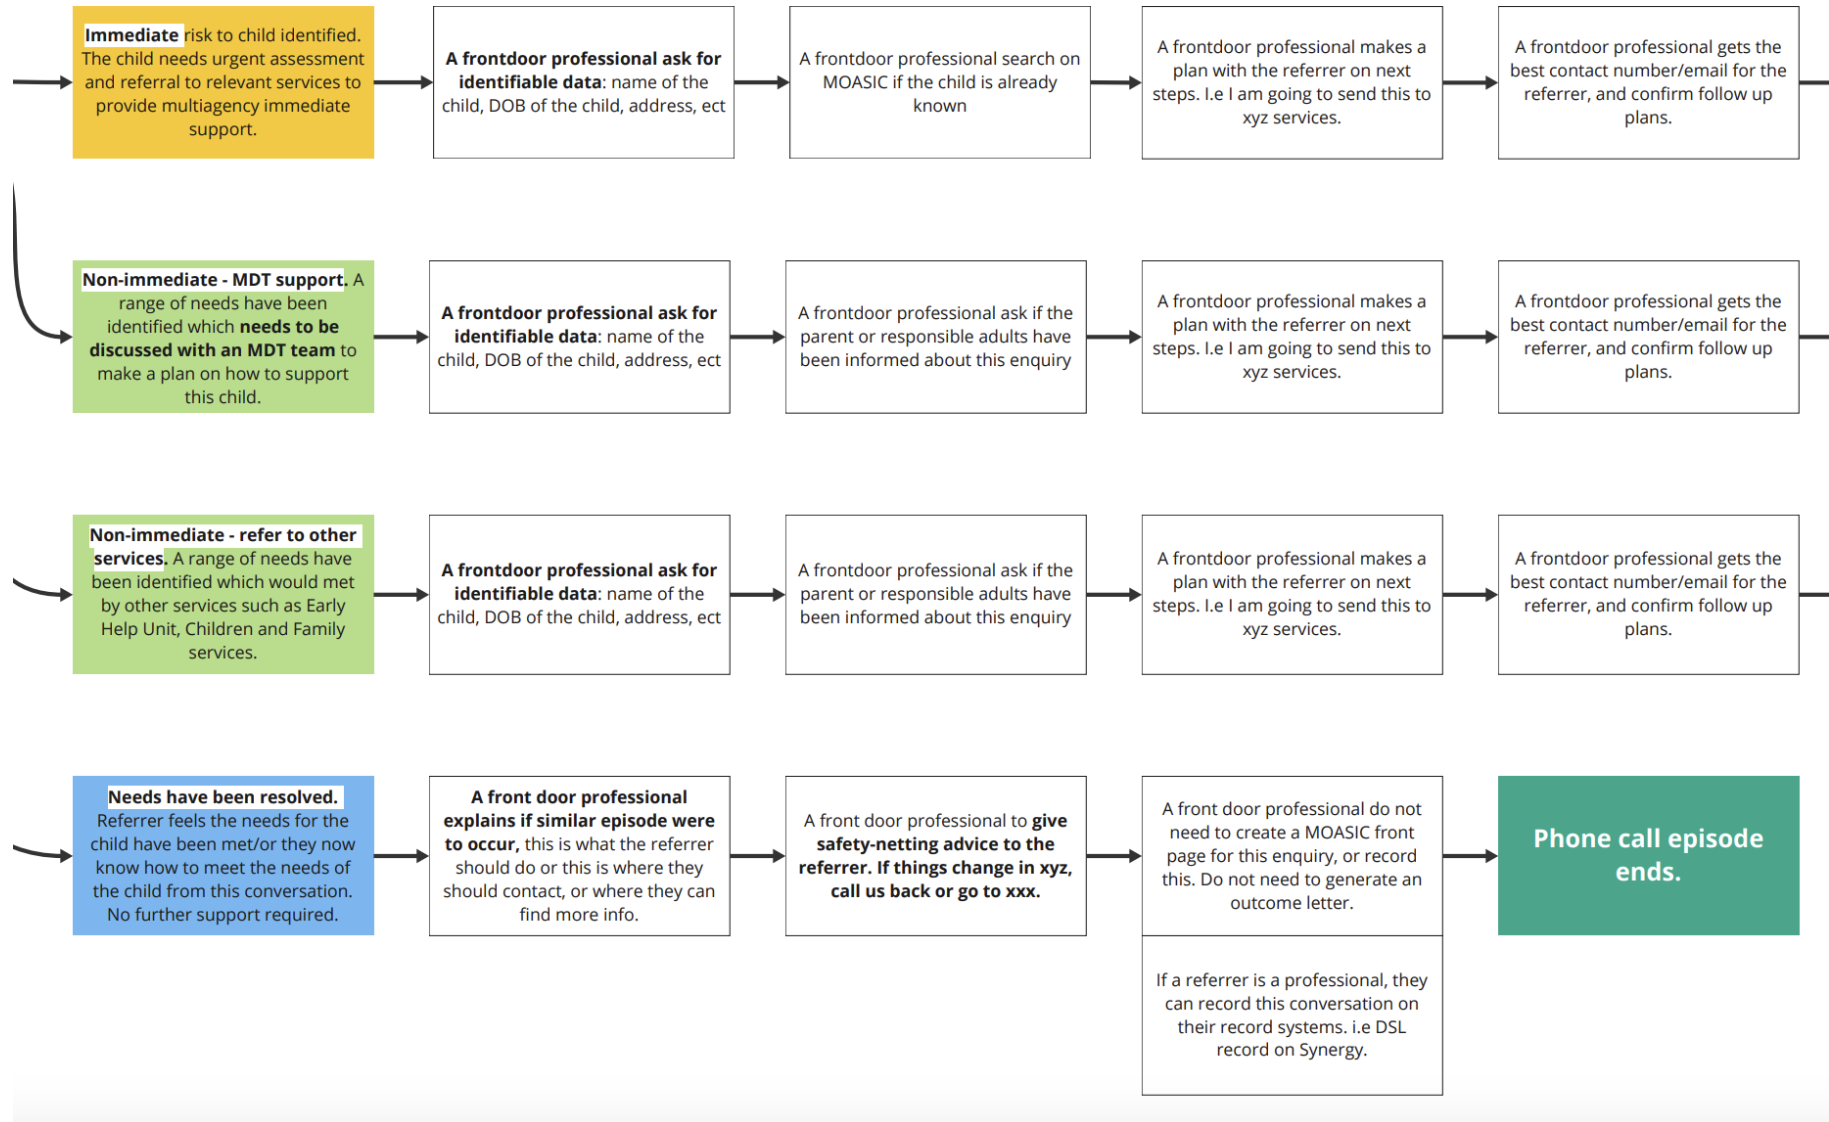 Immediate risk to child identified.
The child needs urgent assessment
and referral to relevant services to
provide multiagency immediate
support.
A frontdoor professional ask for
identifiable data: name of the
child, DOB of the child, address, ect
A frontdoor professional search on
MOASIC if the child is already
known
A frontdoor professional makes a
plan with the referrer on next
steps. I.e I am going to send this to
xyz services.
A frontdoor professional gets the
best contact number/email for the
referrer, and confirm follow up
plans.
Non-immediate - MDT support. A
range of needs have been
identified which needs to be
discussed with an MDT team to
make a plan on how to support
this child.
A frontdoor professional ask for
identifiable data: name of the
child, DOB of the child, address, ect
A frontdoor professional ask if the
parent or responsible adults have
been informed about this enquiry
A frontdoor professional makes a
plan with the referrer on next
steps. I.e I am going to send this to
xyz services.
A frontdoor professional gets the
best contact number/email for the
referrer, and confirm follow up
plans.
Non-immediate - refer to other
services. A range of needs have
been identified which would met
by other services such as Early
Help Unit, Children and Family
services.
A frontdoor professional ask for
identifiable data: name of the
child, DOB of the child, address, ect
A frontdoor professional ask if the
parent or responsible adults have
been informed about this enquiry
A frontdoor professional makes a
plan with the referrer on next
steps. I.e I am going to send this to
xyz services.
A frontdoor professional gets the
best contact number/email for the
referrer, and confirm follow up
plans.
Needs have been resolved.
Referrer feels the needs for the
child have been met/or they now
know how to meet the needs of
the child from this conversation.
No further support required.
A front door professional
explains if similar episode were
to occur, this is what the referrer
should do or this is where they
should contact, or where they can
find more info.
A front door professional to give
safety-netting advice to the
referrer. If things change in xyz,
call us back or go to xxx.
A front door professional do not
need to create a MOASIC front
page for this enquiry, or record
this. Do not need to generate an
outcome letter.
If a referrer is a professional, they
can record this conversation on
their record systems. i.e DSL
record on Synergy.
Phone call episode
ends.